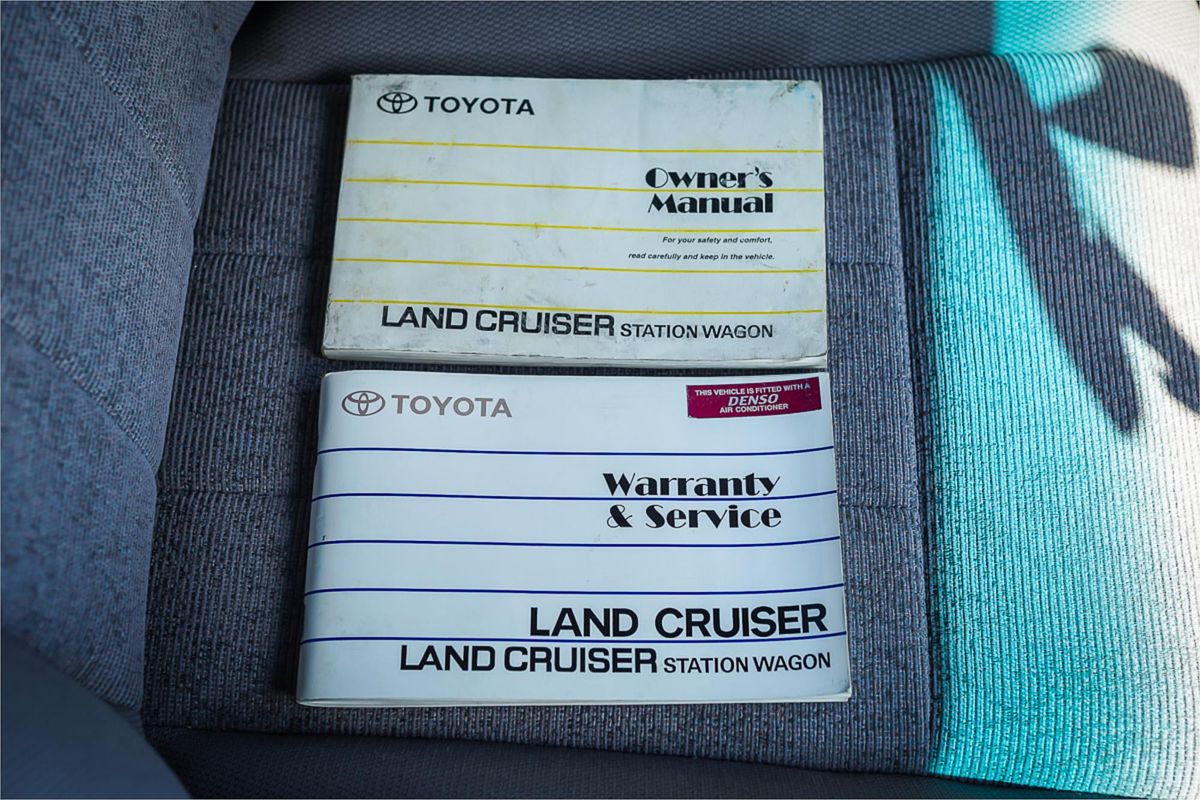 TOYOTA
Owner's
Manual
For your safety and comfort,
read carefully and keep in the vehicle.
LAND CRUISER STATION WAGON
TOYOTA
THIS VEHICLE IS FITTED WITH A
DENSO
AIR CONDITIONER
Warranty
& Service
LAND CRUISER
LAND CRUISER STATION WAGON